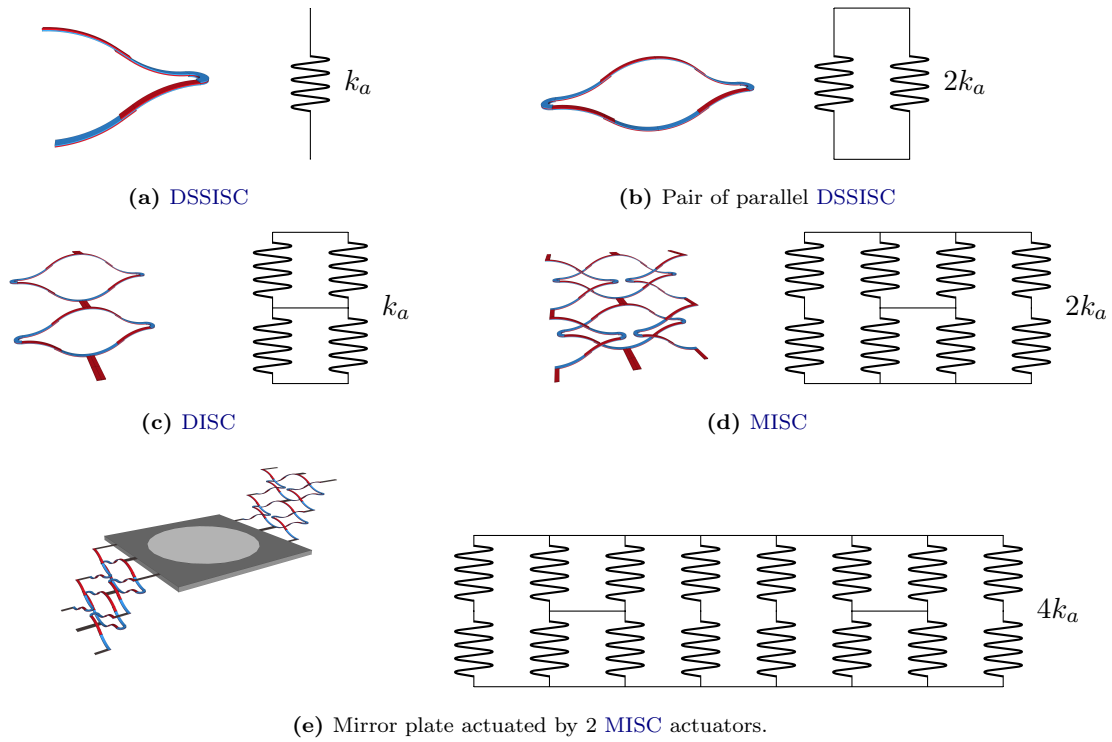 k_a
2k_a
(a) DSSISC
(b) Pair of parallel DSSISC
k_a
2k_a
(c) DISC
(d) MISC
4k_a
(e) Mirror plate actuated by 2 MISC actuators.